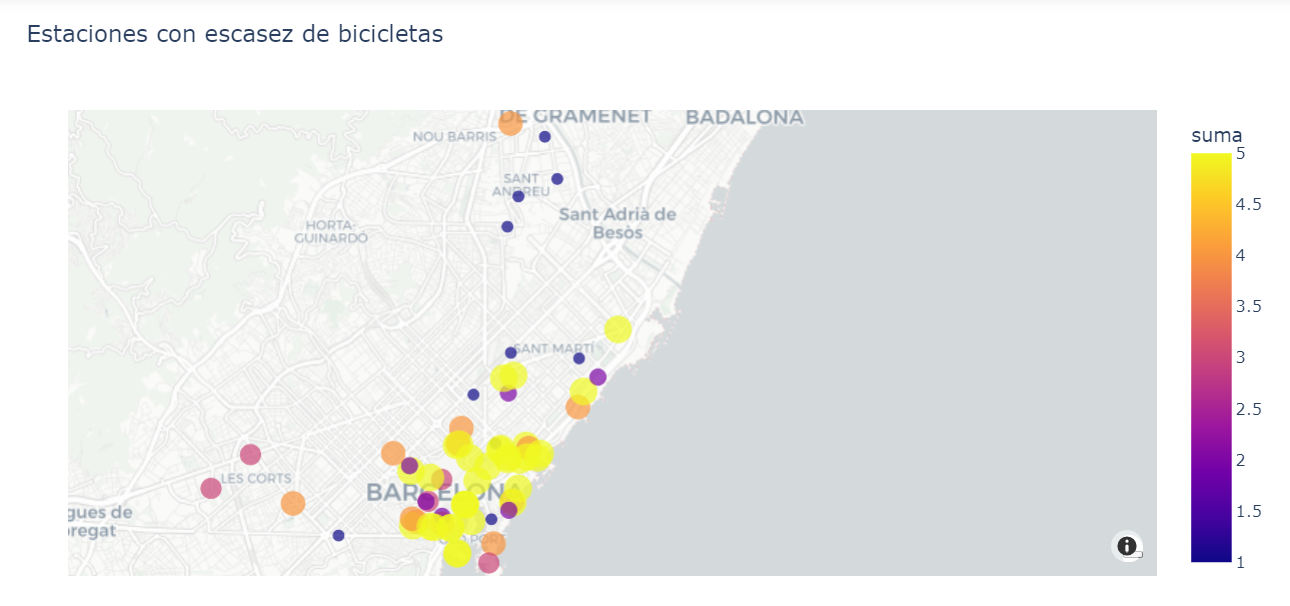 Estaciones con escasez de bicicletas
DE GRAMENET
BADALONA
NOU BARRIS
SANT
ANDREU
Sant Adrià de
Besòs
HORTA-
GUINARDÓ
SANT MARTÍ
LES CORTS
BARCELONA
gues de
regat
suma
5
4.5
4
3.5
3
2.5
2
1.5
1